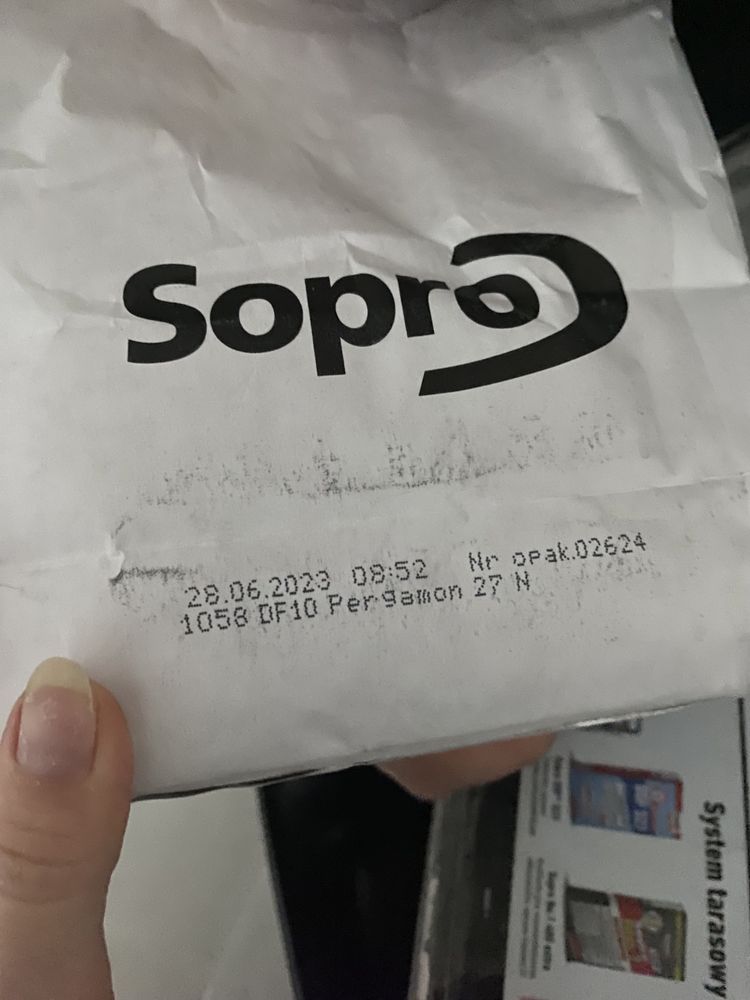 Sopro
28.06.2023 08:52 Nr opak.02624
1058 DF10 Pergamon 27 N
System tarasowy